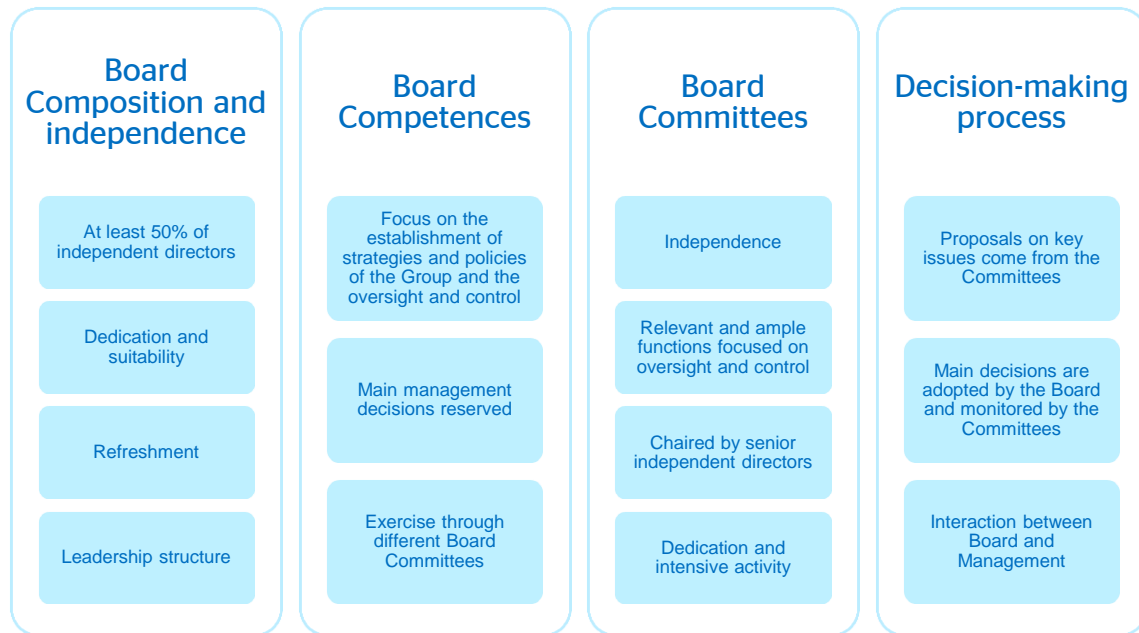 Board
Composition and
independence
At least 50% of
independent directors
Dedication and
suitability
Refreshment
Leadership structure
Board
Competences
Focus on the
establishment of
strategies and policies
of the Group and the
oversight and control
Main management
decisions reserved
Exercise through
different Board
Committees
Board
Committees
Independence
Relevant and ample
functions focused on
oversight and control
Chaired by senior
independent directors
Dedication and
intensive activity
Decision-making
process
Proposals on key
issues come from the
Committees
Main decisions are
adopted by the Board
and monitored by the
Committees
Interaction between
Board and
Management